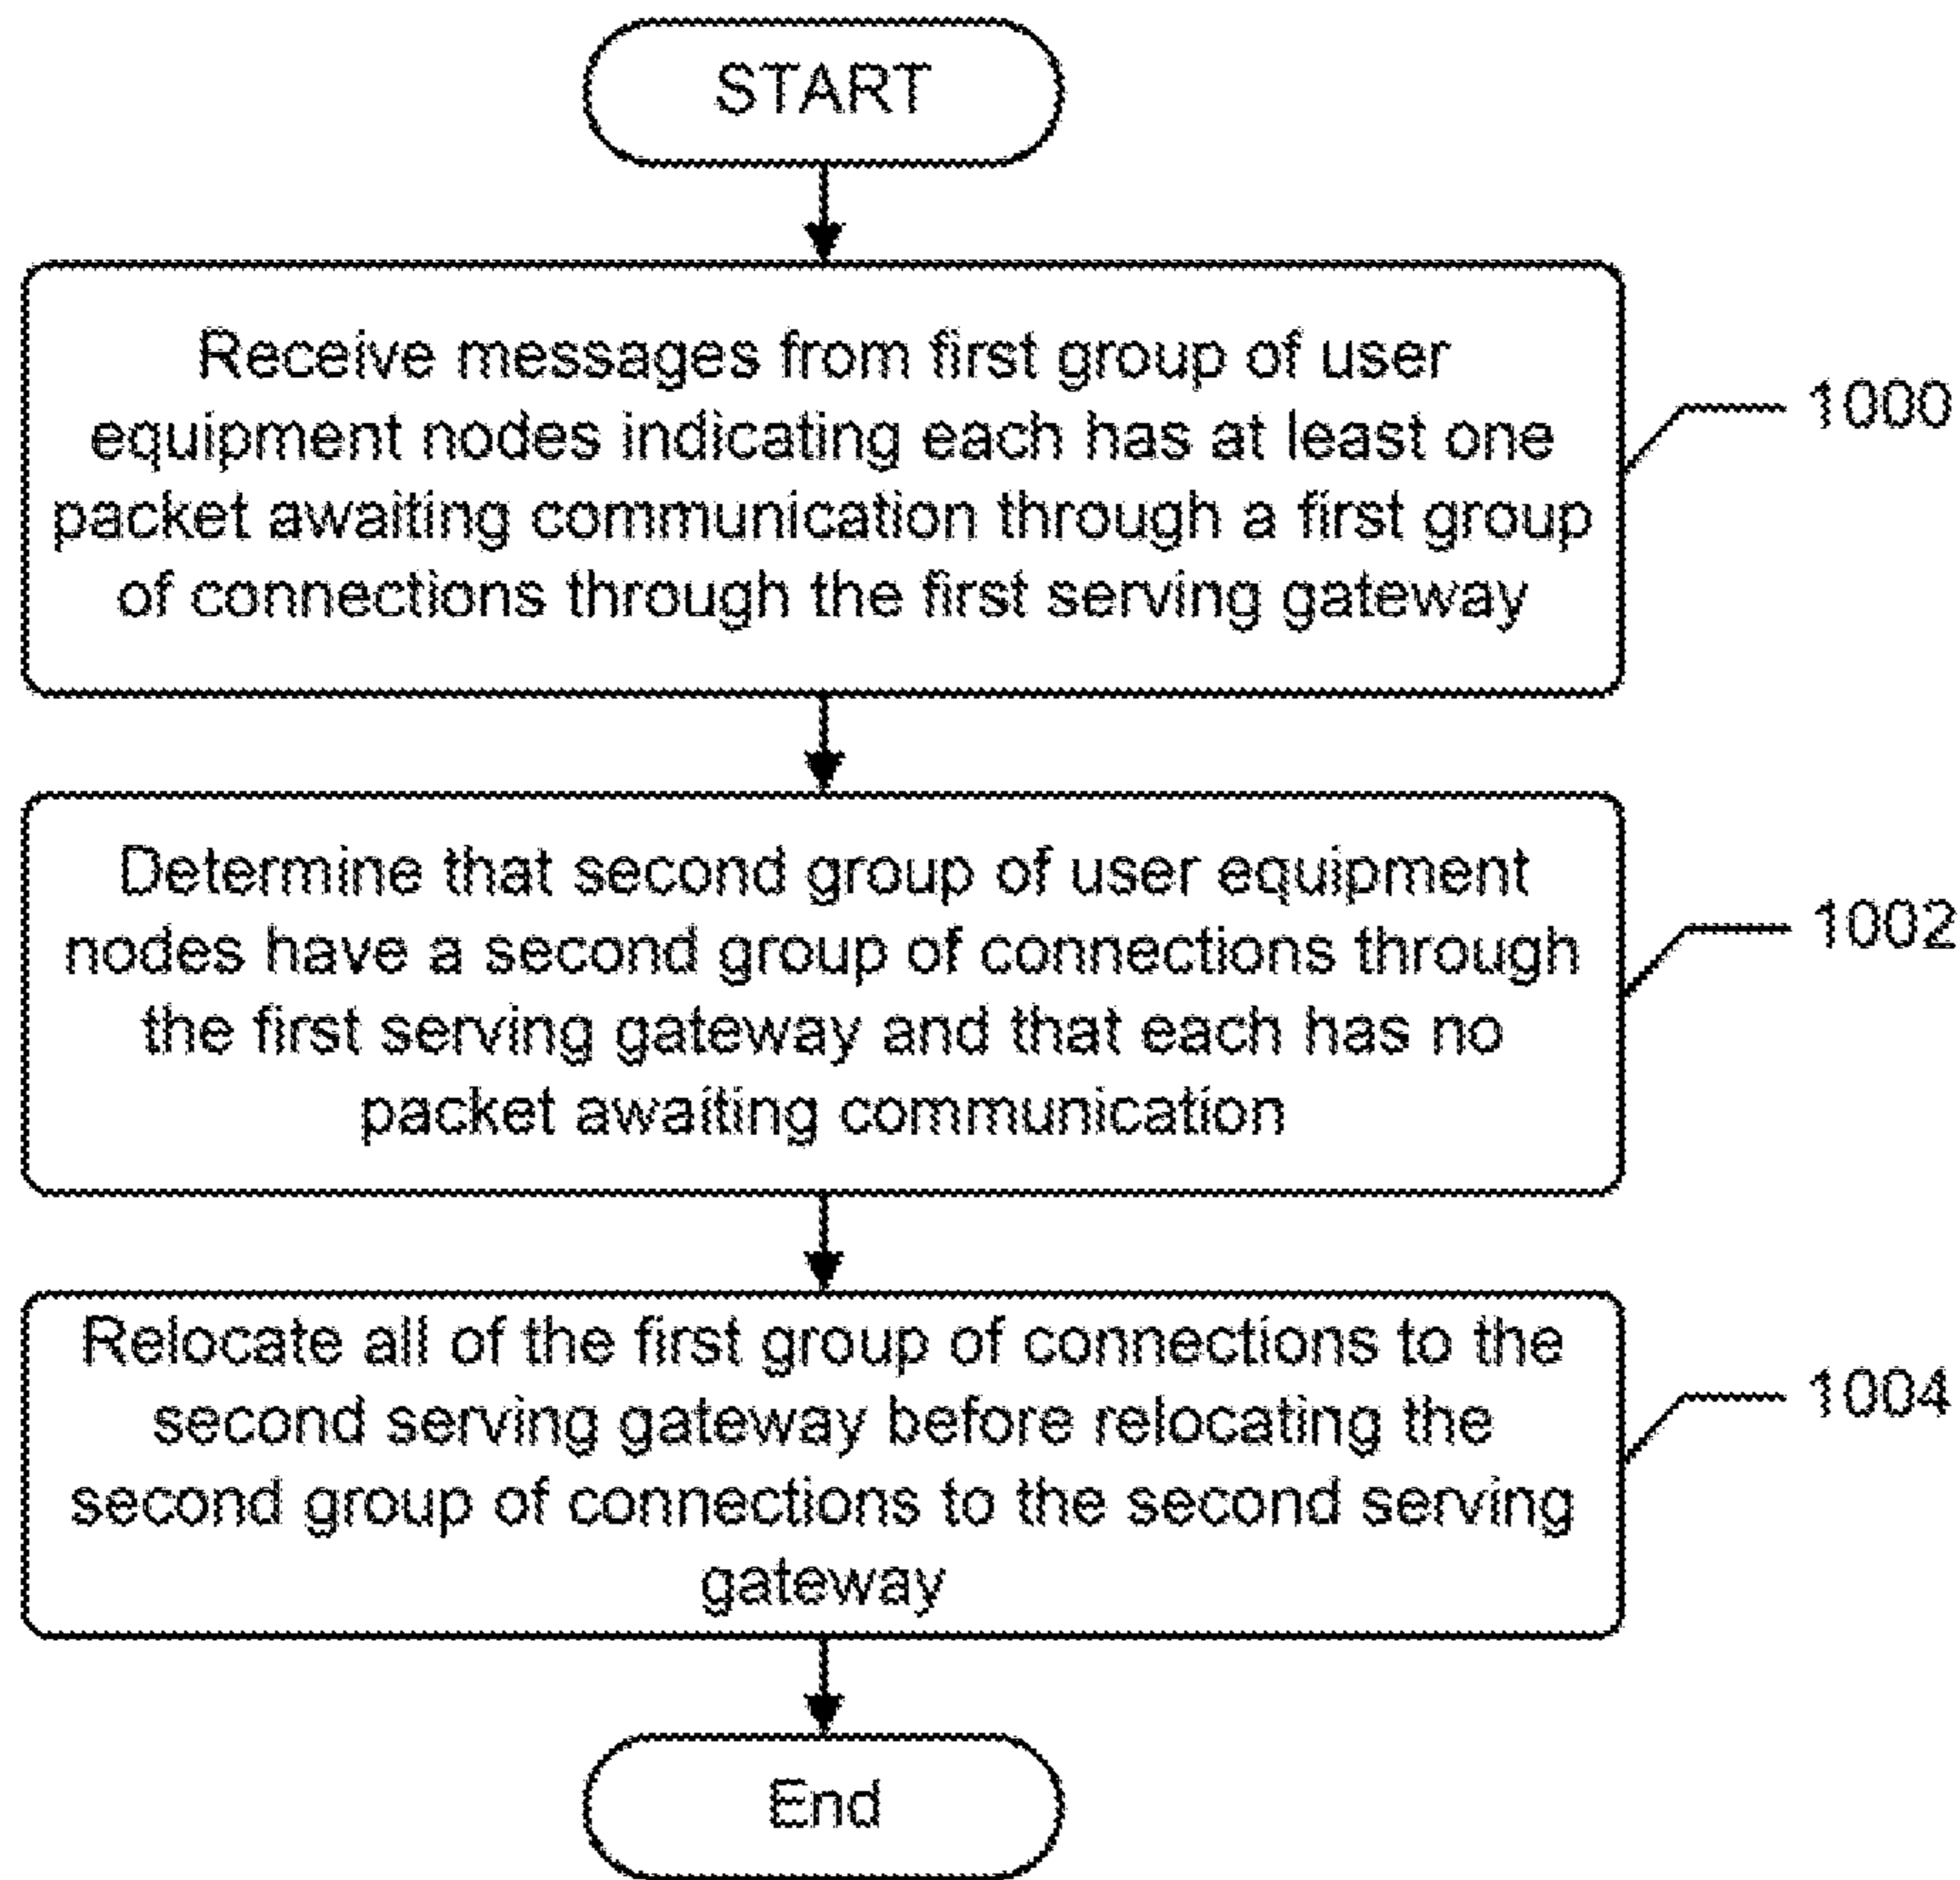 START
Receive messages from first group of user
equipment nodes indicating each has at least one
packet awaiting communication through a first group
of connections through the first serving gateway
1000
Determine that second group of user equipment
nodes have a second group of connections through
the first serving gateway and that each has no
packet awaiting communication
1002
Relocate all of the first group of connections to the
second serving gateway before relocating the
second group of connections to the second serving
gateway
1004
End